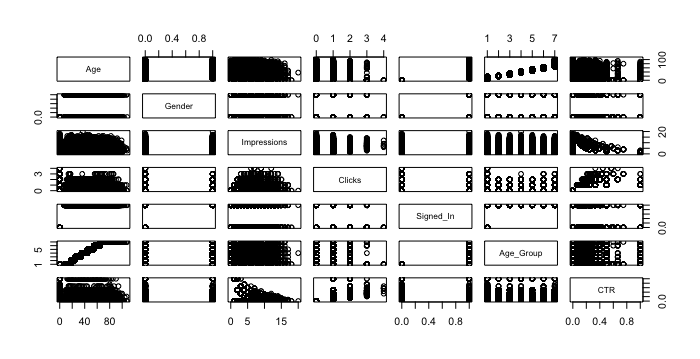 0.0 0.4 0.8 0 1 2 3 4 1 3 5 7
Age 0 100
0.0 Gender
Impressions 0 20
0 3 Clicks
Signed_In 0.0
1 5 Age_Group
CTR 0.0
0 40 80 0 5 15 0.0 0.4 0.8 0.0 0.4 0.8